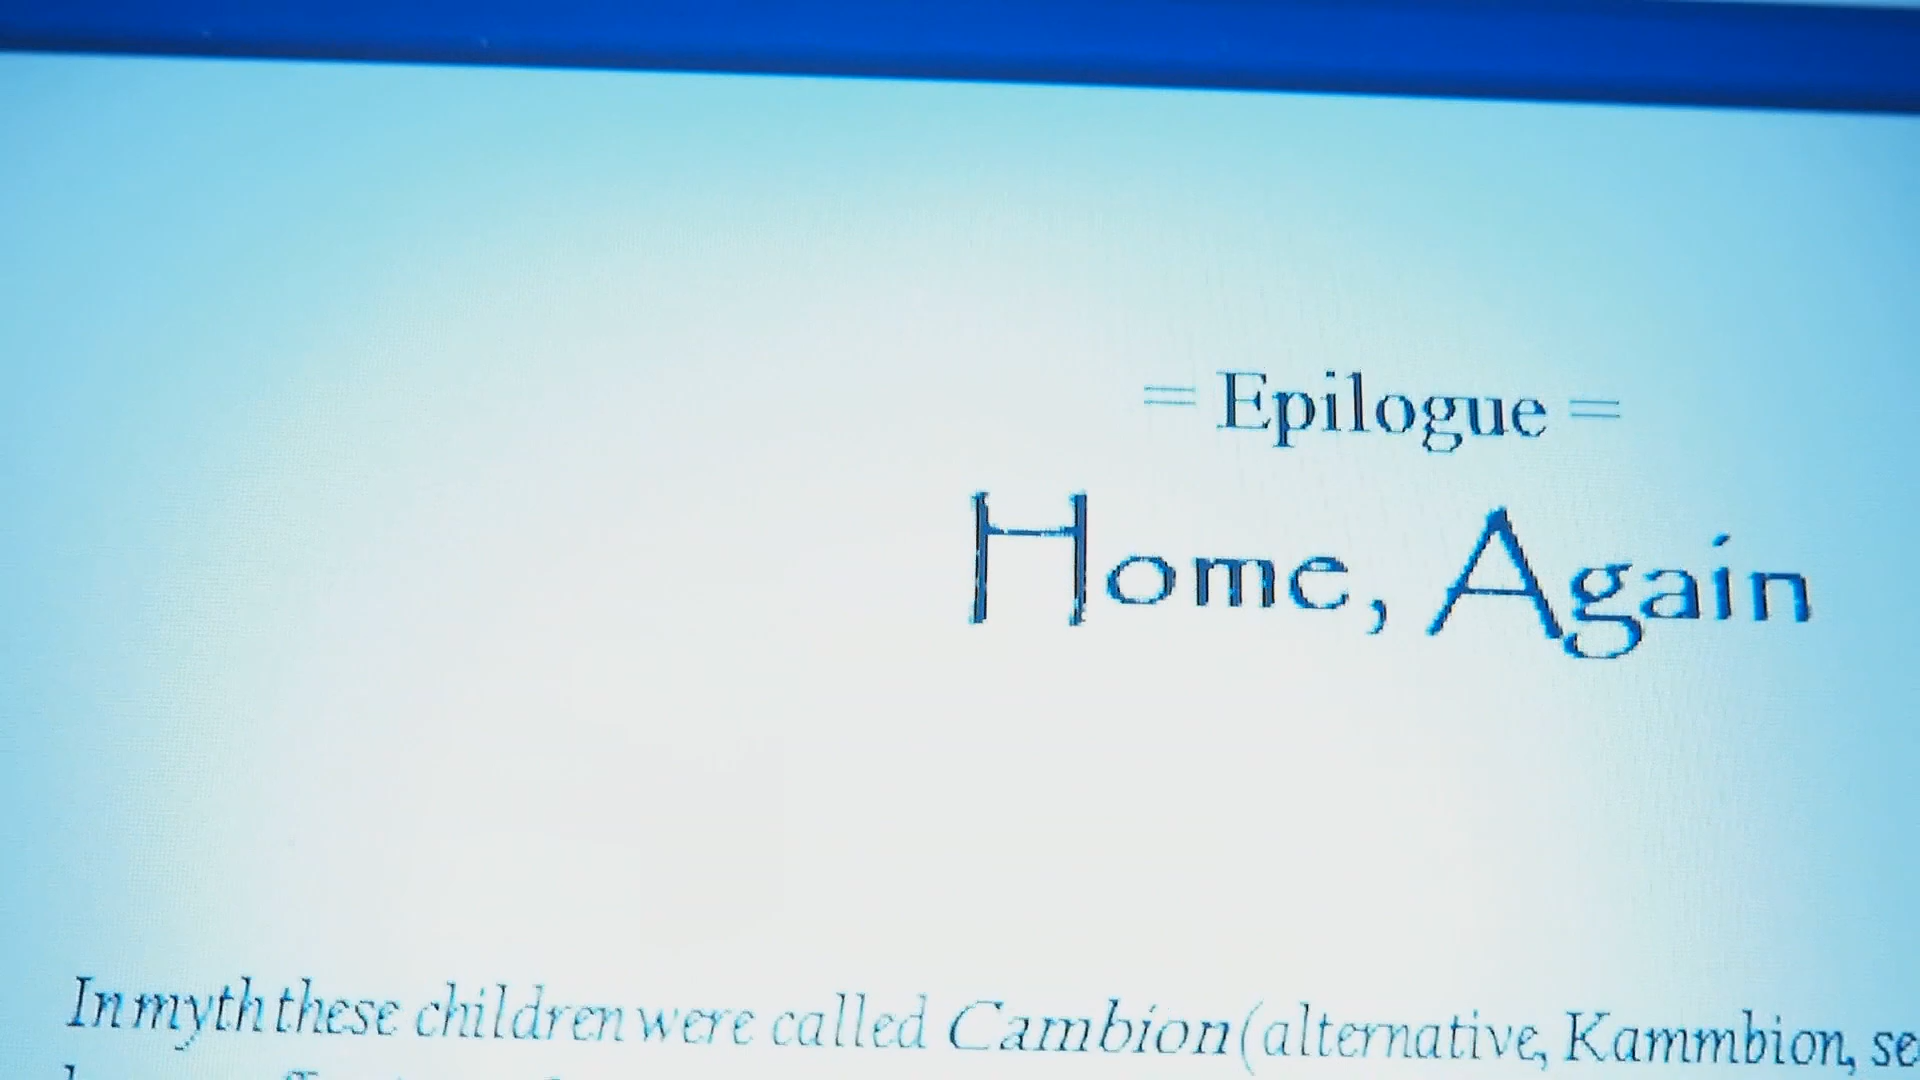 = Epilogue =
Home, Again
In myth these children were called Cambion (alternative, Kammbion, se